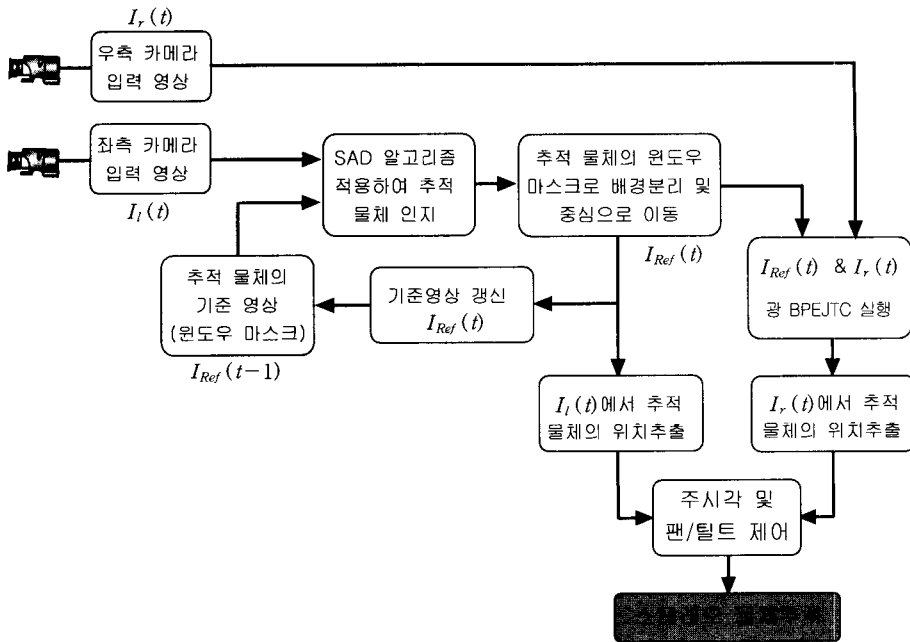 I_r(t)
우측 카메라
입력 영상
좌측 카메라
입력 영상
I_l(t)
SAD 알고리즘
적용하여 추적
물체 인지
추적 물체의 윈도우
마스크로 배경분리 및
중심으로 이동
I_Ref(t)
I_Ref(t) & I_r(t)
광 BPEJTC 실행
추적 물체의
기준 영상
(윈도우 마스크)
I_Ref(t-1)
기준영상 갱신
I_Ref(t)
I_l(t)에서 추적
물체의 위치추출
I_r(t)에서 추적
물체의 위치추출
주시각 및
팬/틸트 제어